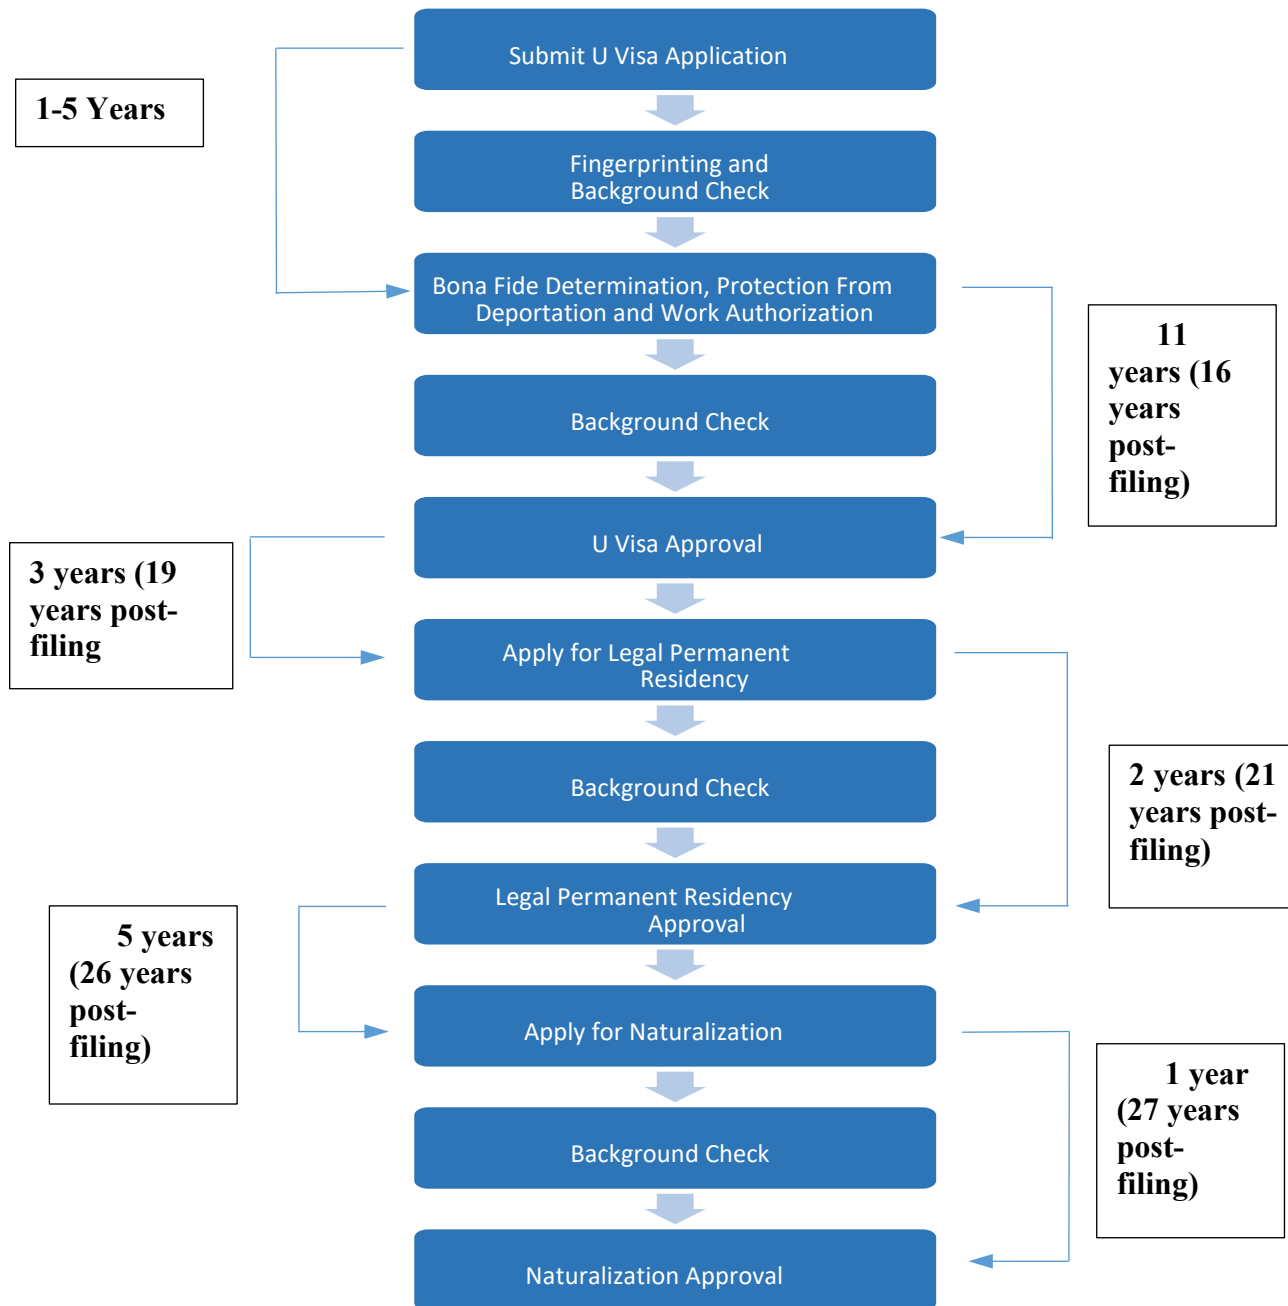 Submit U Visa Application
1-5 Years
Fingerprinting and
Background Check
Bona Fide Determination, Protection From
Deportation and Work Authorization
11
years (16
years
post-
filing)
Background Check
U Visa Approval
3 years (19
years post-
filing
Apply for Legal Permanent
Residency
Background Check
2 years (21
years post-
filing)
Legal Permanent Residency
Approval
5 years
(26 years
post-
filing)
Apply for Naturalization
1 year
(27 years
post-
filing)
Background Check
Naturalization Approval